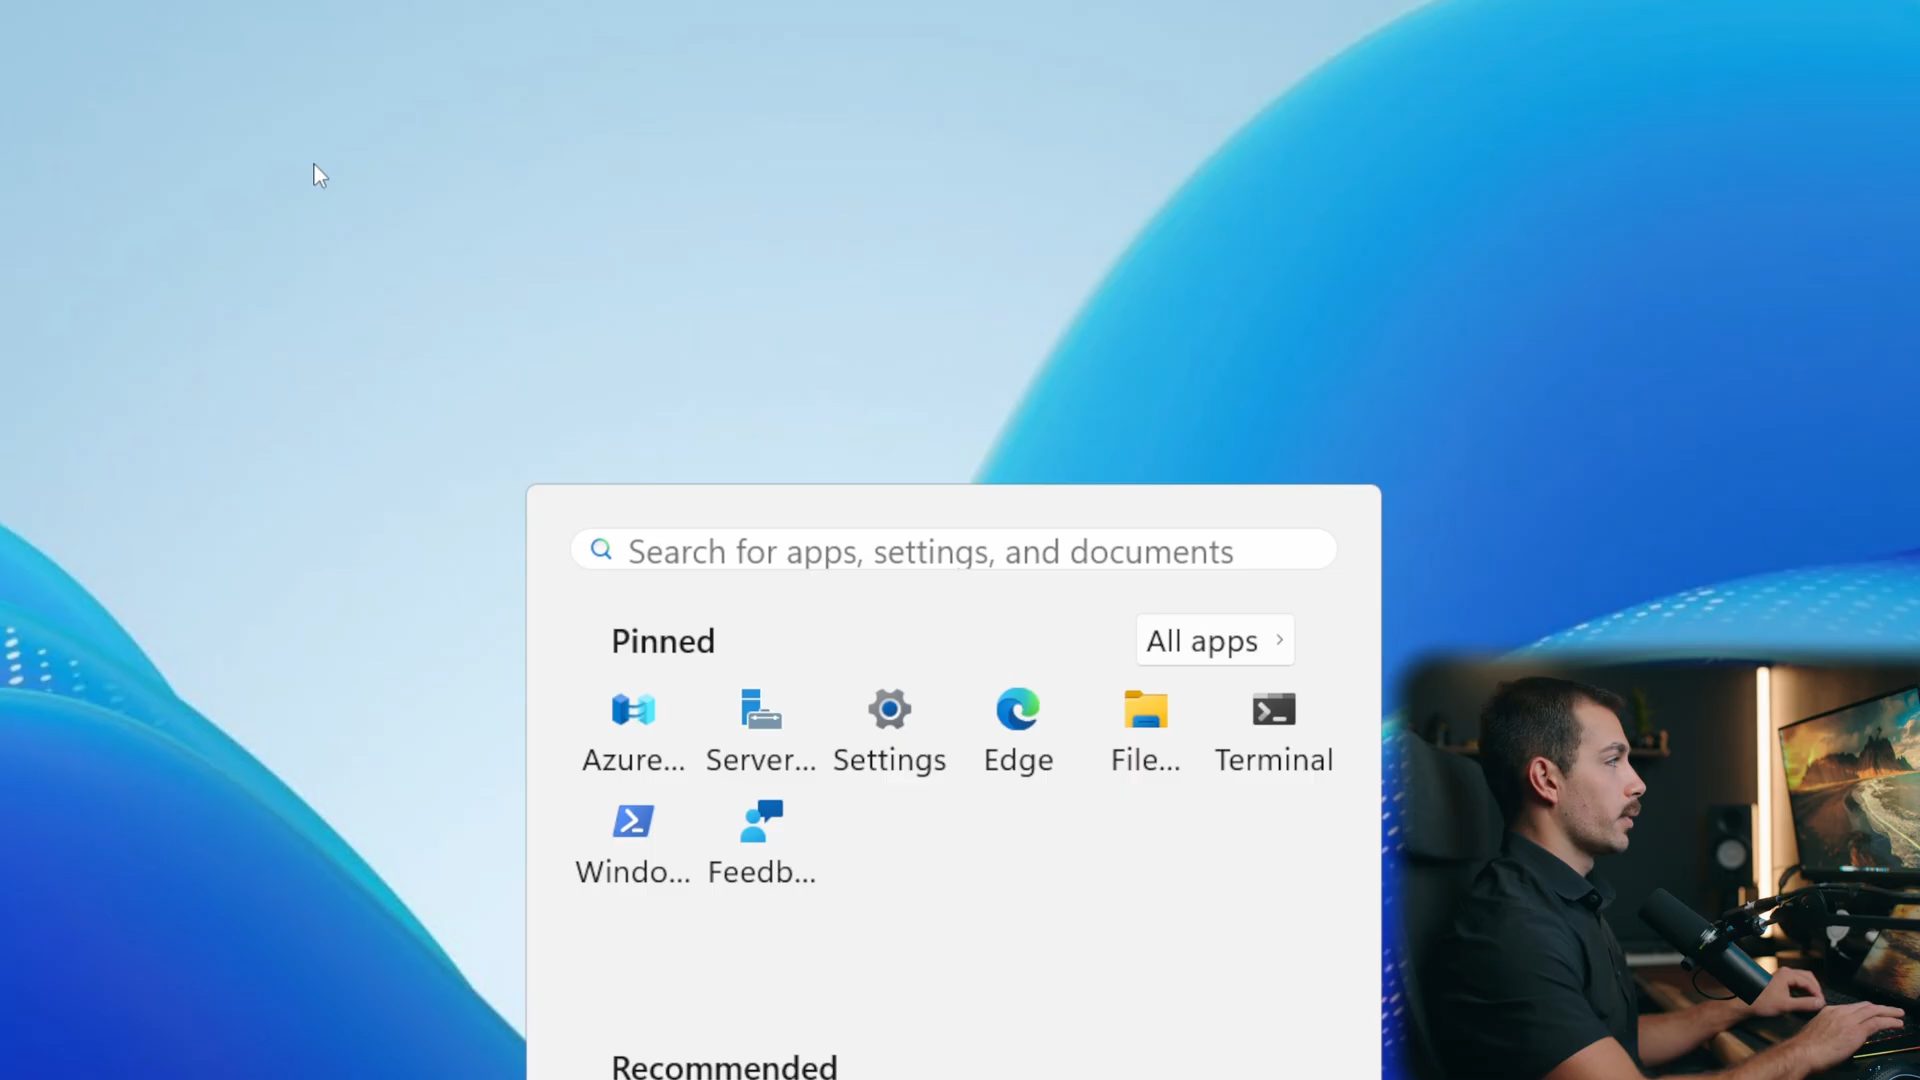 Search for apps, settings, and documents
Pinned
All apps
Azure... Server... Settings Edge File... Terminal
Windo... Feedb...
Recommended